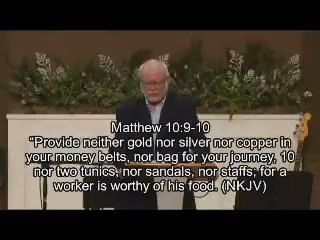 Matthew 10:9-10
"Provide neither gold nor silver nor copper in
your money belts, nor bag for your journey, 10
nor two tunics, nor sandals, nor staffs; for a
worker is worthy of his food. (NKJV)